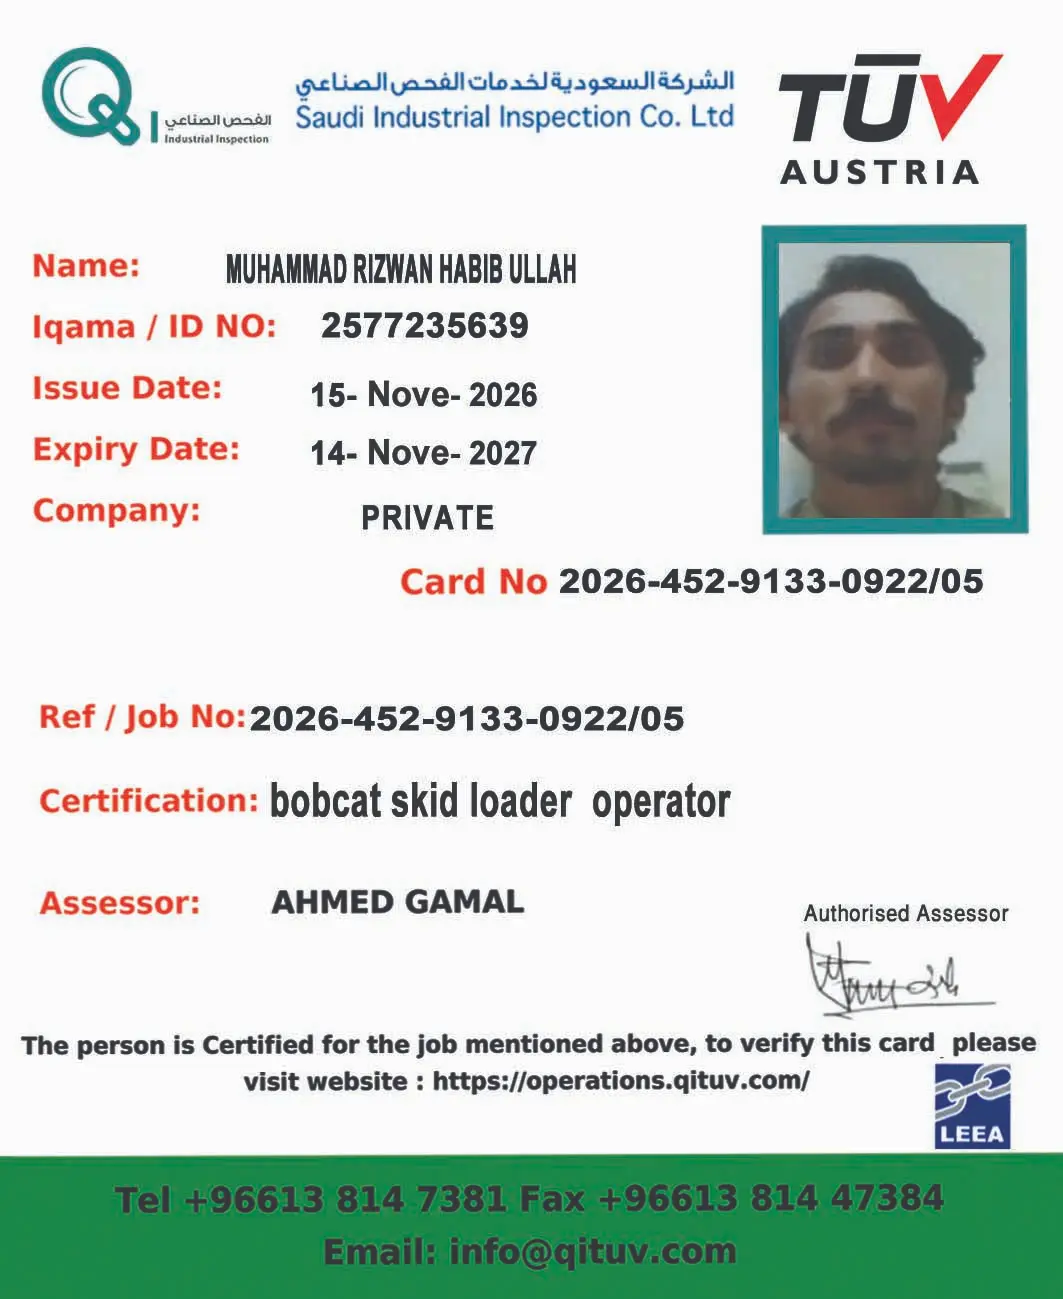 الفحص الصناعي
Industrial Inspection
الشركة السعودية لخدمات الفحص الصناعي
Saudi Industrial Inspection Co. Ltd
TÜV
AUSTRIA
Name: MUHAMMAD RIZWAN HABIB ULLAH
Iqama / ID NO: 2577235639
Issue Date: 15- Nove- 2026
Expiry Date: 14- Nove- 2027
Company: PRIVATE
Card No 2026-452-9133-0922/05
Ref / Job No: 2026-452-9133-0922/05
Certification: bobcat skid loader operator
Assessor: AHMED GAMAL
Authorised Assessor
The person is Certified for the job mentioned above, to verify this card please
visit website : https://operations.qituv.com/
LEEA
Tel +96613 814 7381 Fax +96613 814 47384
Email: info@qituv.com